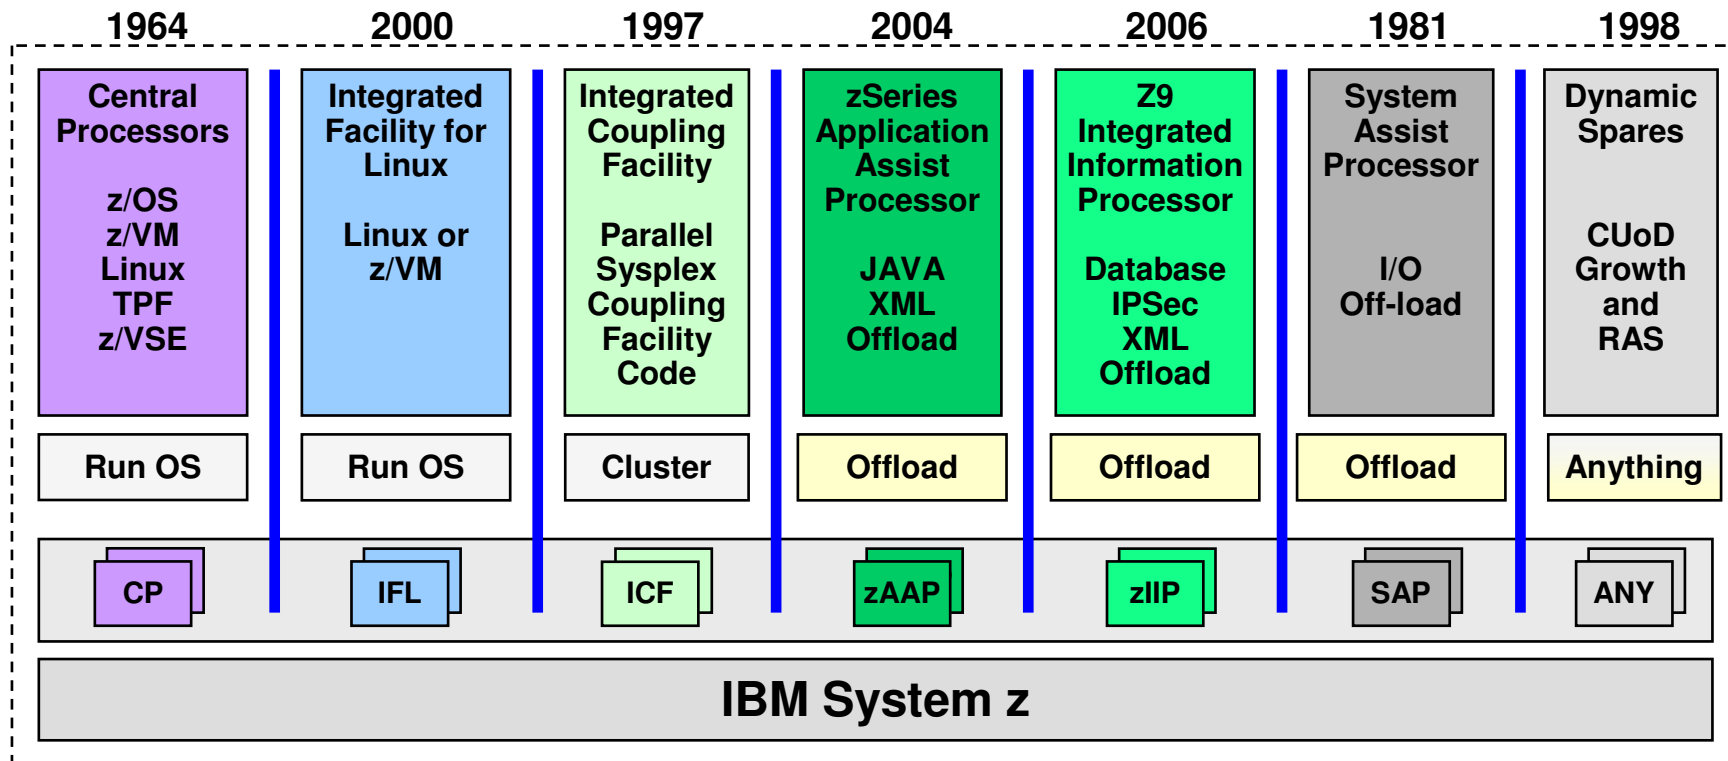 1964
2000
1997
2004
2006
1981
1998
Central
Processors
z/OS
z/VM
Linux
TPF
z/VSE
Integrated
Facility for
Linux
Linux or
z/VM
Integrated
Coupling
Facility
Parallel
Sysplex
Coupling
Facility
Code
zSeries
Application
Assist
Processor
JAVA
XML
Offload
Z9
Integrated
Information
Processor
Database
IPSec
XML
Offload
System
Assist
Processor
I/O
Off-load
Dynamic
Spares
CUoD
Growth
and
RAS
Run OS
Run OS
Cluster
Offload
Offload
Offload
Anything
CP
IFL
ICF
zAAP
zIIP
SAP
ANY
IBM System z